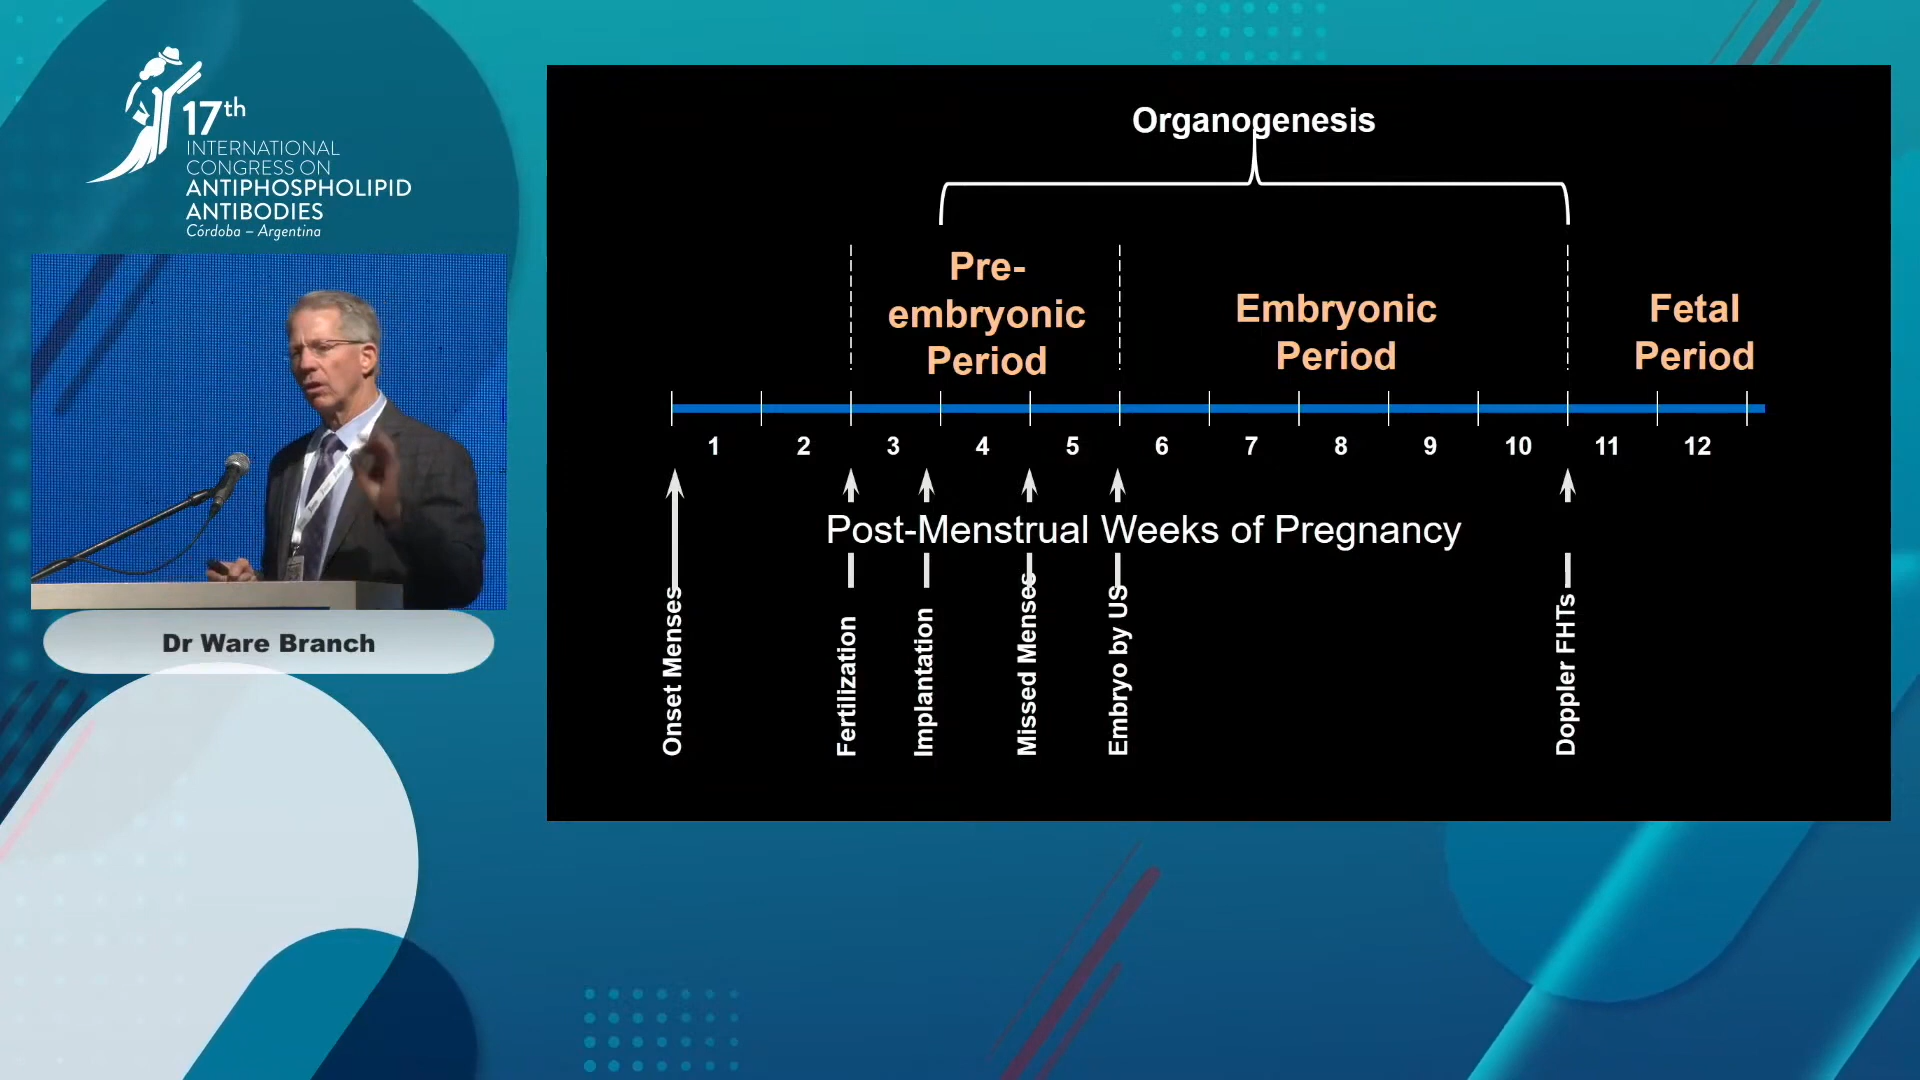 17th
INTERNATIONAL
CONGRESS ON
ANTIPHOSPHOLIPID
ANTIBODIES
Córdoba – Argentina
Dr Ware Branch
Organogenesis
Pre-
embryonic
Period
Embryonic
Period
Fetal
Period
1 2 3 4 5 6 7 8 9 10 11 12
Post-Menstrual Weeks of Pregnancy
Onset Menses
Fertilization
Implantation
Missed Menses
Embryo by US
Doppler FHTs